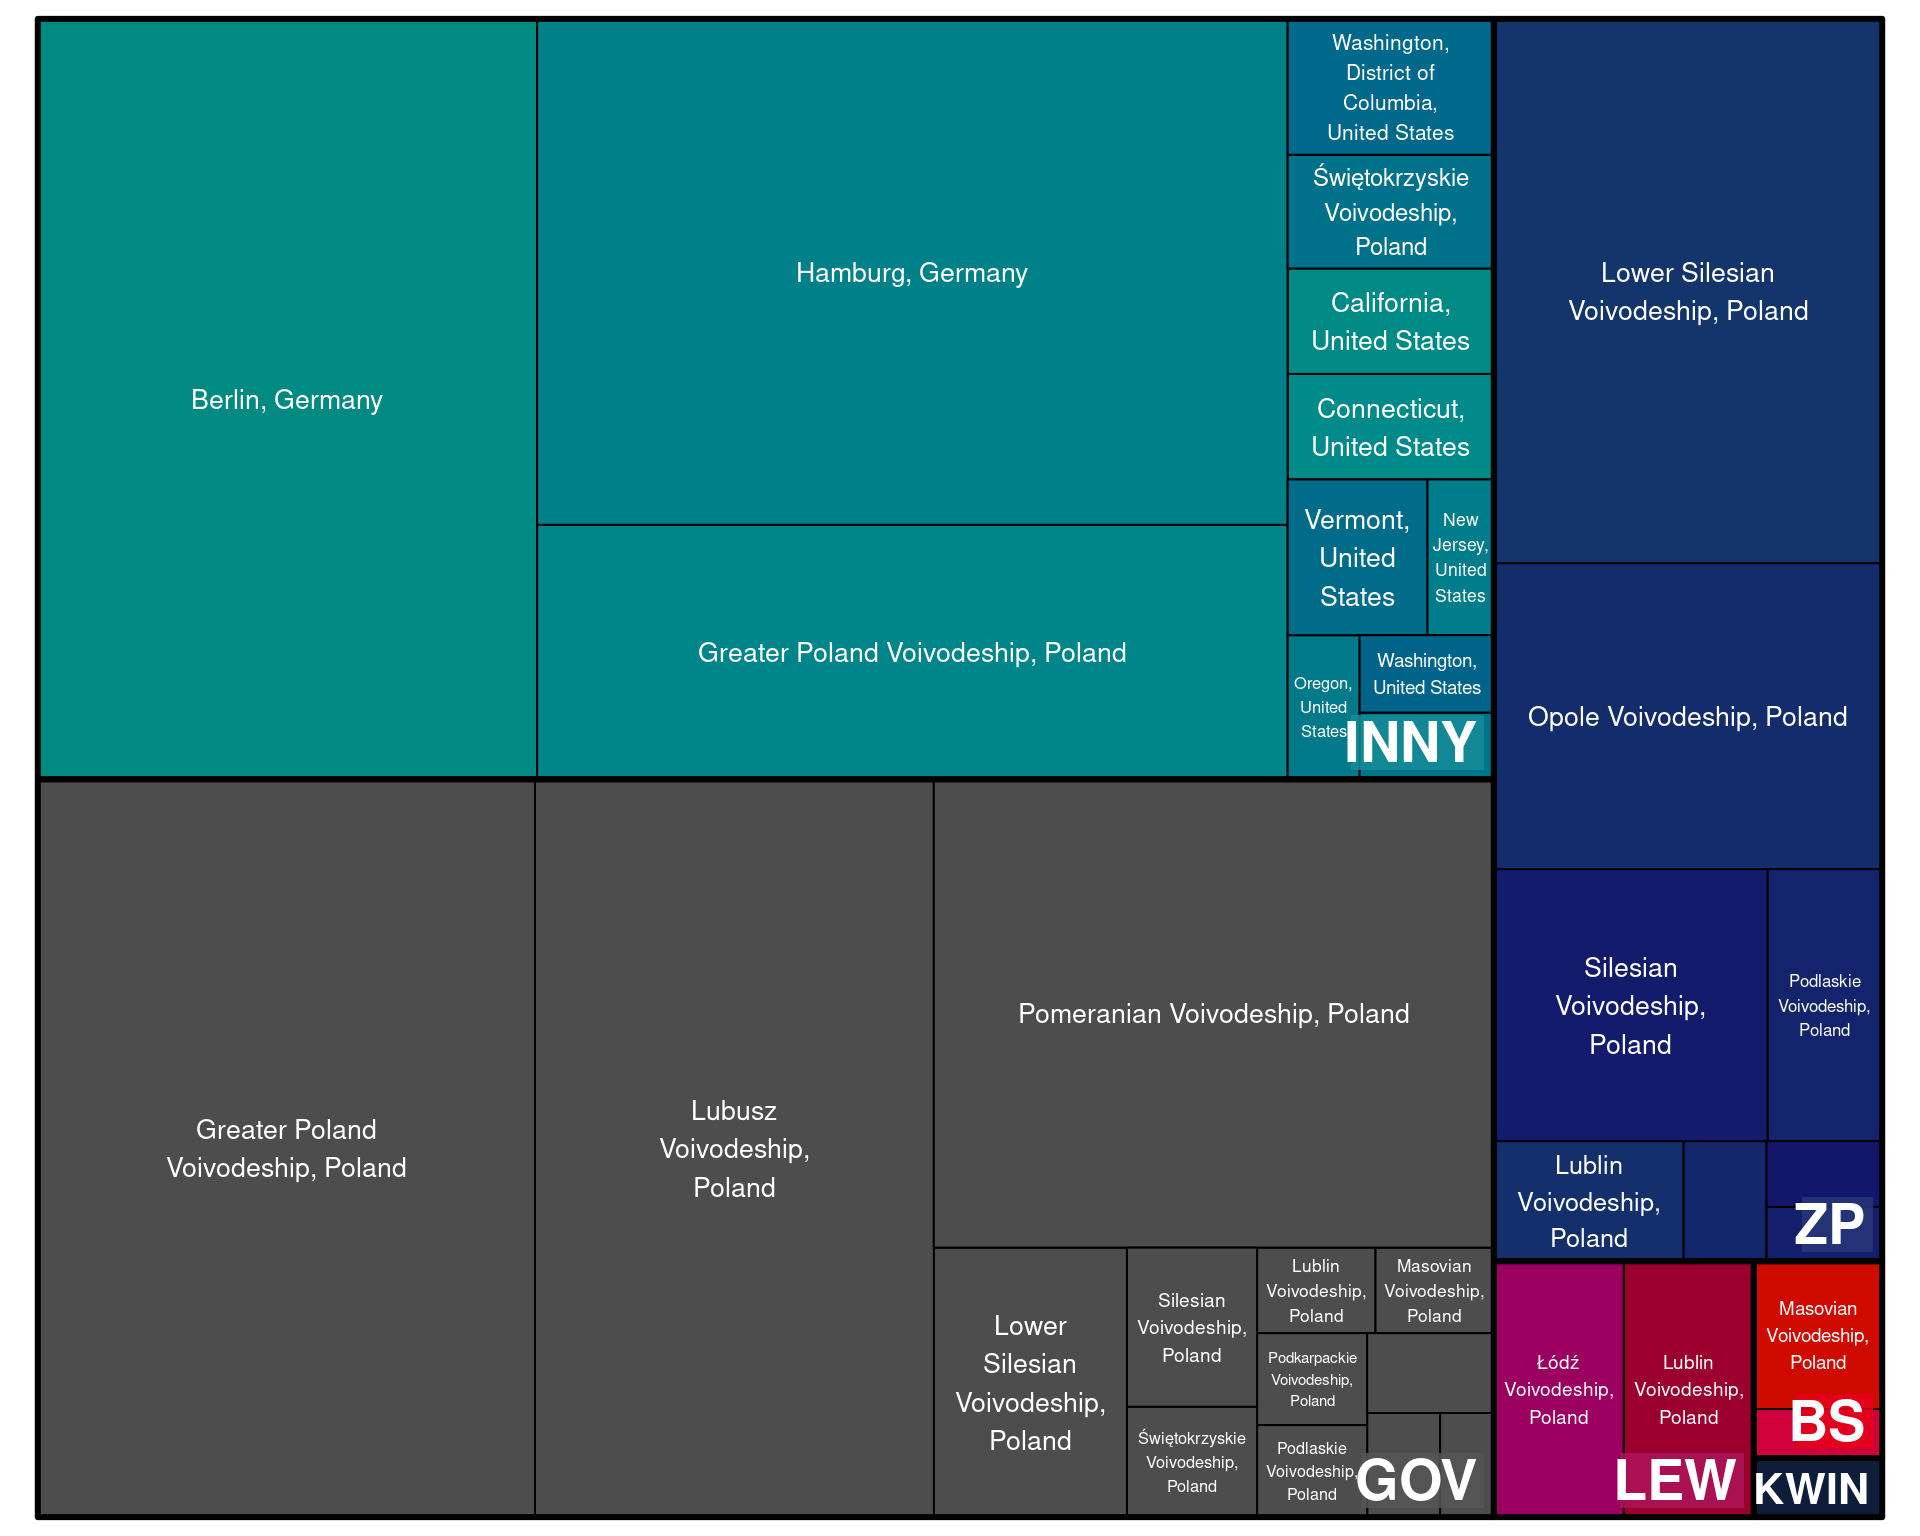 Berlin, Germany
Hamburg, Germany
Greater Poland Voivodeship, Poland
Washington,
District of
Columbia,
United States
Świętokrzyskie
Voivodeship,
Poland
California,
United States
Connecticut,
United States
Vermont,
United
States
New
Jersey,
United
States
Oregon,
United
States
Washington,
United States
INNY
Greater Poland
Voivodeship, Poland
Lubusz
Voivodeship,
Poland
Pomeranian Voivodeship, Poland
Lower
Silesian
Voivodeship,
Poland
Silesian
Voivodeship,
Poland
Świętokrzyskie
Voivodeship,
Poland
Lublin
Voivodeship,
Poland
Masovian
Voivodeship,
Poland
Podkarpackie
Voivodeship,
Poland
Podlaskie
Voivodeship,
Poland
GOV
Lower Silesian
Voivodeship, Poland
Opole Voivodeship, Poland
Silesian
Voivodeship,
Poland
Podlaskie
Voivodeship,
Poland
Lublin
Voivodeship,
Poland
ZP
Łódź
Voivodeship,
Poland
Lublin
Voivodeship,
Poland
LEW
Masovian
Voivodeship,
Poland
BS
KWIN